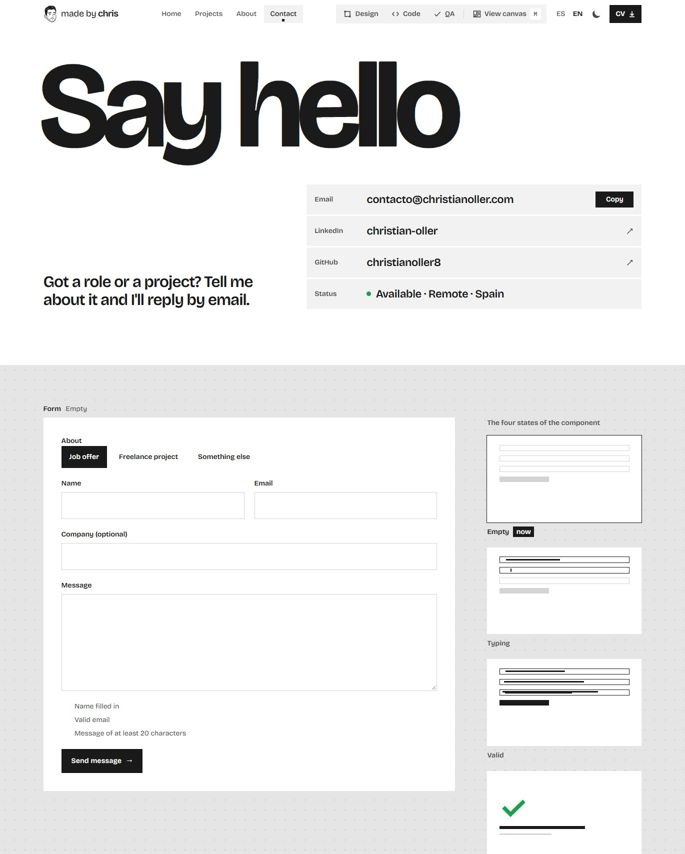 made by chris
Home
Projects
About
Contact
Design
Code
QA
View canvas
ES
EN
CV
Say hello
Email
contacto@christianoller.com
Copy
LinkedIn
christian-oller
GitHub
christianoller8
Got a role or a project? Tell me
about it and I'll reply by email.
Status
Available · Remote · Spain
Form Empty
About
Job offer
Freelance project
Something else
Name
Email
Company (optional)
Message
Name filled in
Valid email
Message of at least 20 characters
Send message →
The four states of the component
Empty now
Typing
Valid